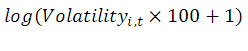 log(Volatility_{i,t} × 100 + 1)